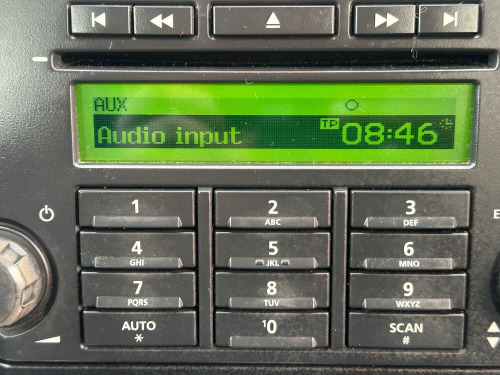 AUX
Audio input TP 08:46
1 2 3
ABC DEF
4 5 6
GHI JKL MNO
7 8 9
PQRS TUV WXYZ
AUTO 10 SCAN
* #
E